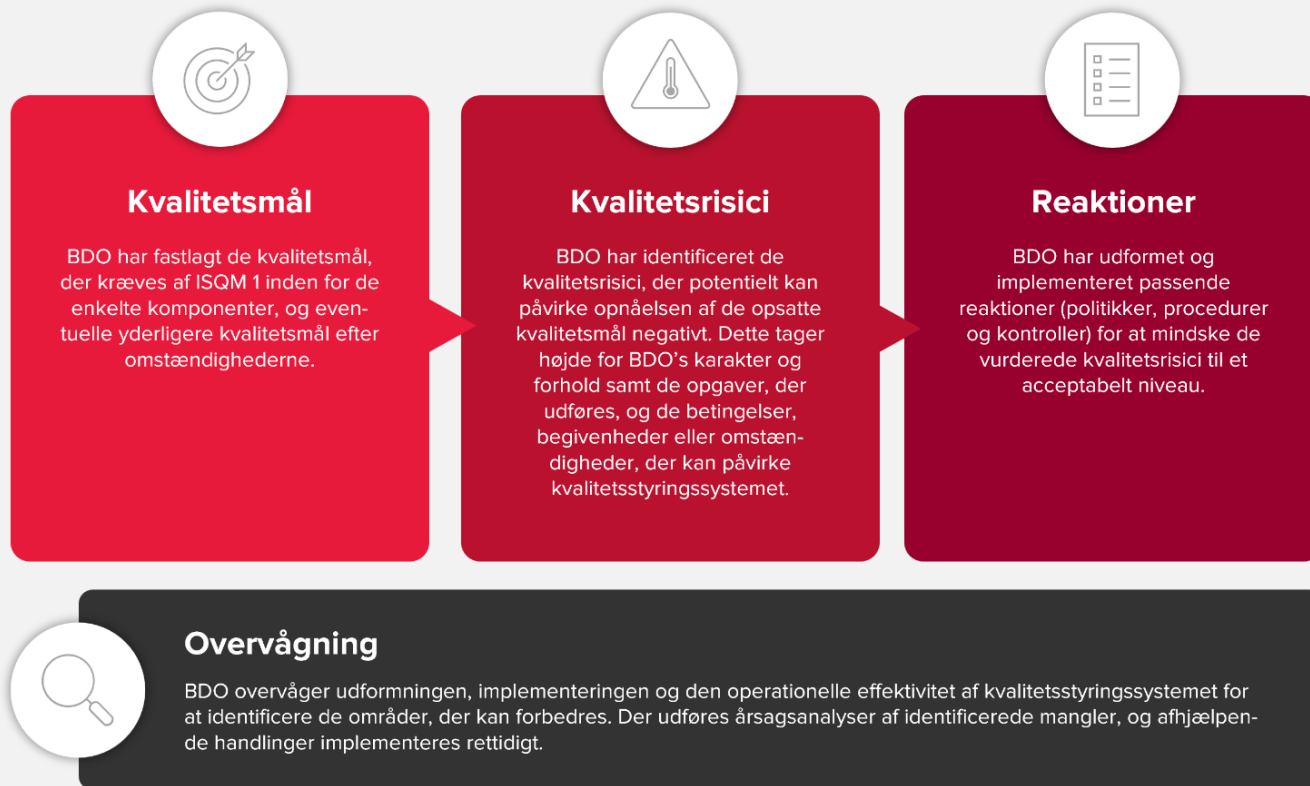 Kvalitetsmål
BDO har fastlagt de kvalitetsmål,
der kræves af ISQM 1 inden for de
enkelte komponenter, og even-
tuelle yderligere kvalitetsmål efter
omstændighederne.
Kvalitetsrisici
BDO har identificeret de
kvalitetsrisici, der potentielt kan
påvirke opnåelsen af de opsatte
kvalitetsmål negativt. Dette tager
højde for BDO’s karakter og
forhold samt de opgaver, der
udføres, og de betingelser,
begivenheder eller omstæn-
digheder, der kan påvirke
kvalitetsstyringssystemet.
Reaktioner
BDO har udformet og
implementeret passende
reaktioner (politikker, procedurer
og kontroller) for at mindske de
vurderede kvalitetsrisici til et
acceptabelt niveau.
Overvågning
BDO overvåger udformningen, implementeringen og den operationelle effektivitet af kvalitetsstyringssystemet for
at identificere de områder, der kan forbedres. Der udføres årsagsanalyser af identificerede mangler, og afhjælpen-
de handlinger implementeres rettidigt.